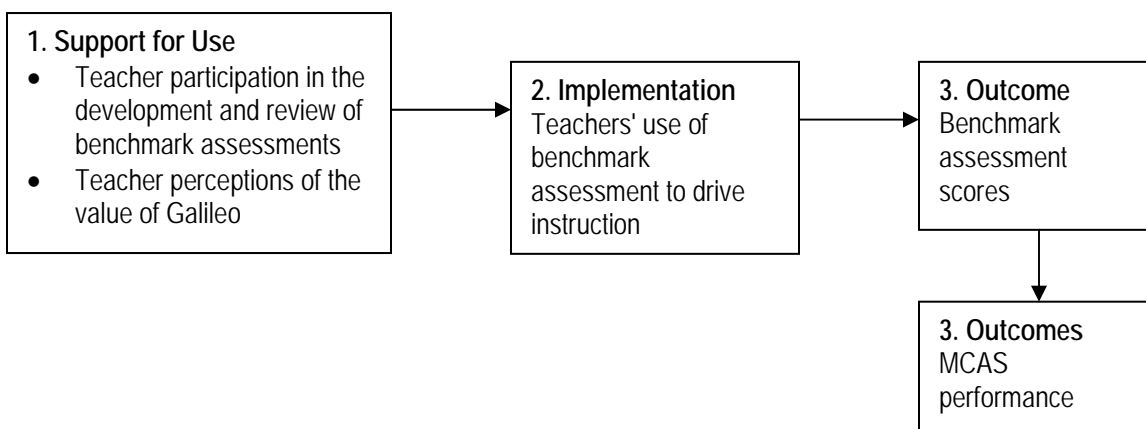 1. Support for Use
• Teacher participation in the
development and review of
benchmark assessments
• Teacher perceptions of the
value of Galileo
2. Implementation
Teachers' use of
benchmark
assessment to drive
instruction
3. Outcome
Benchmark
assessment
scores
3. Outcomes
MCAS
performance